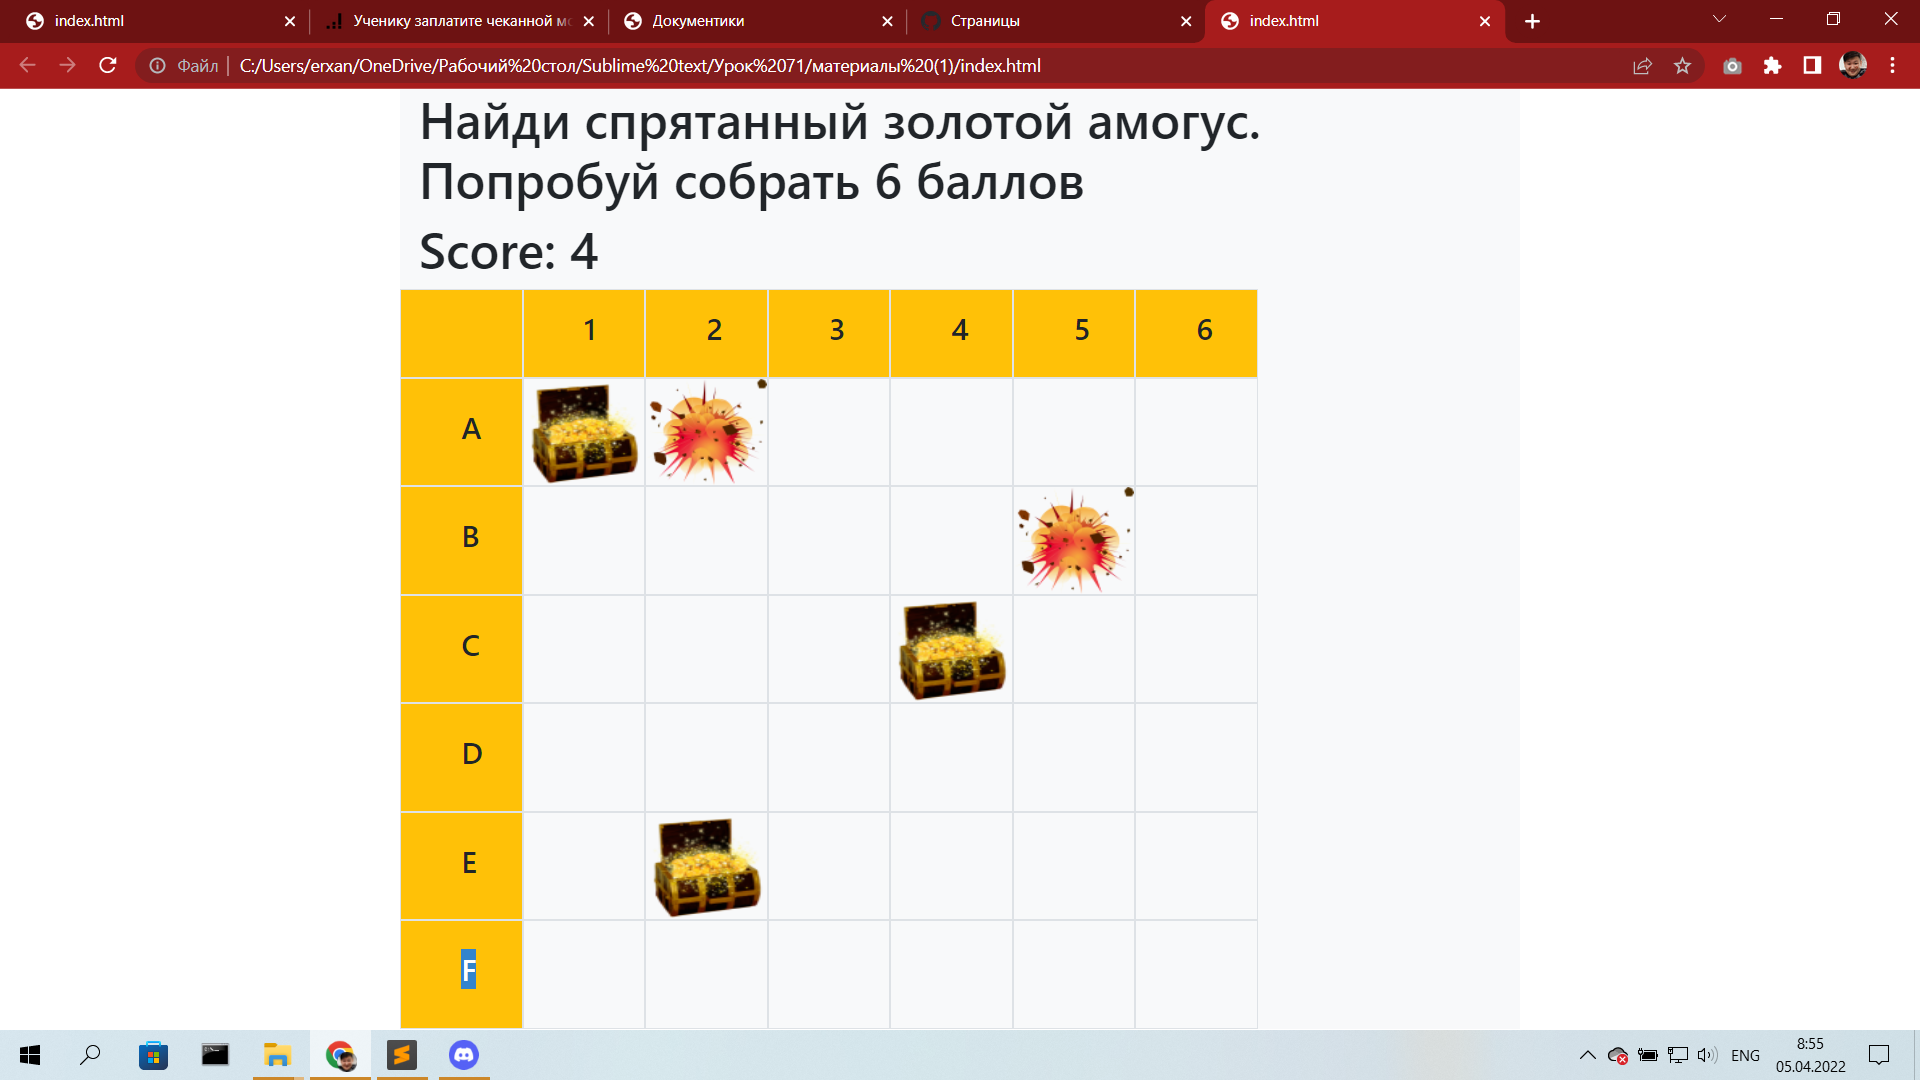 index.html
Ученику заплатите чеканной
Документики
Страницы
index.html
Файл
C:/Users/erxan/OneDrive/Рабочий%20стол/Sublime%20text/Урок%2071/материалы%20(1)/index.html
Найди спрятанный золотой амогус.
Попробуй собрать 6 баллов
Score: 4
1 2 3 4 5 6
A
B
C
D
E
F
ENG
8:55
05.04.2022